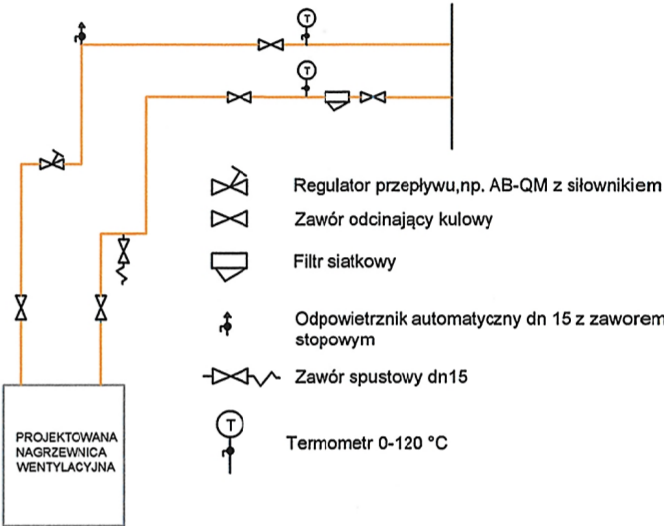 T
T
Regulator przepływu,np. AB-QM z siłownikiem
Zawór odcinający kulowy
Filtr siatkowy
Odpowietrznik automatyczny dn 15 z zaworem
stopowym
Zawór spustowy dn15
T
Termometr 0-120 °C
PROJEKTOWANA
NAGRZEWNICA
WENTYLACYJNA